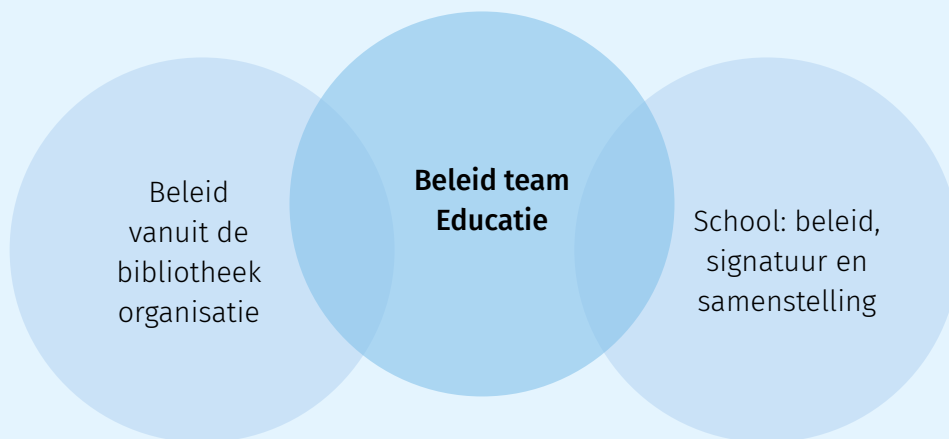 Beleid
vanuit de
bibliotheek
organisatie
Beleid team
Educatie
School: beleid,
signatuur en
samenstelling